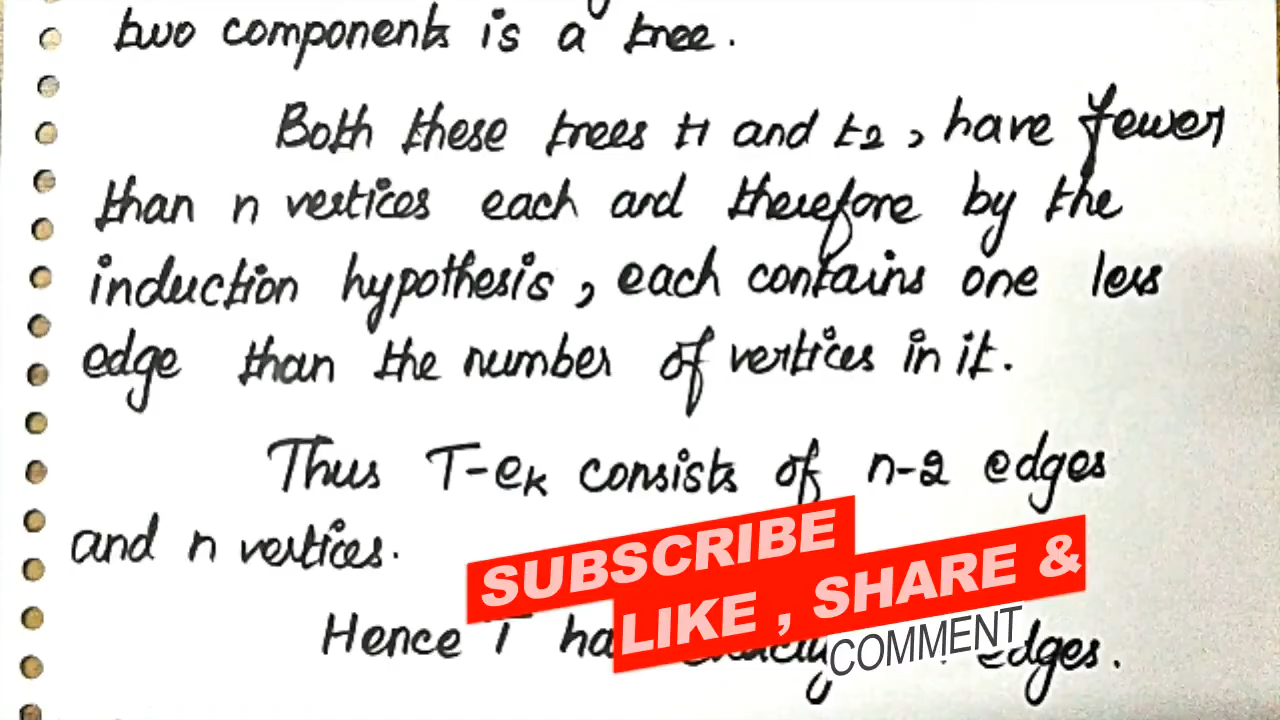 two components is a tree.
Both these trees t1 and t2, have fewer
than n vertices each and therefore by the
induction hypothesis, each contains one less
edge than the number of vertices in it.
Thus T-ek consists of n-2 edges
and n vertices.
SUBSCRIBE
LIKE , SHARE &
COMMENT
Hence T edges.